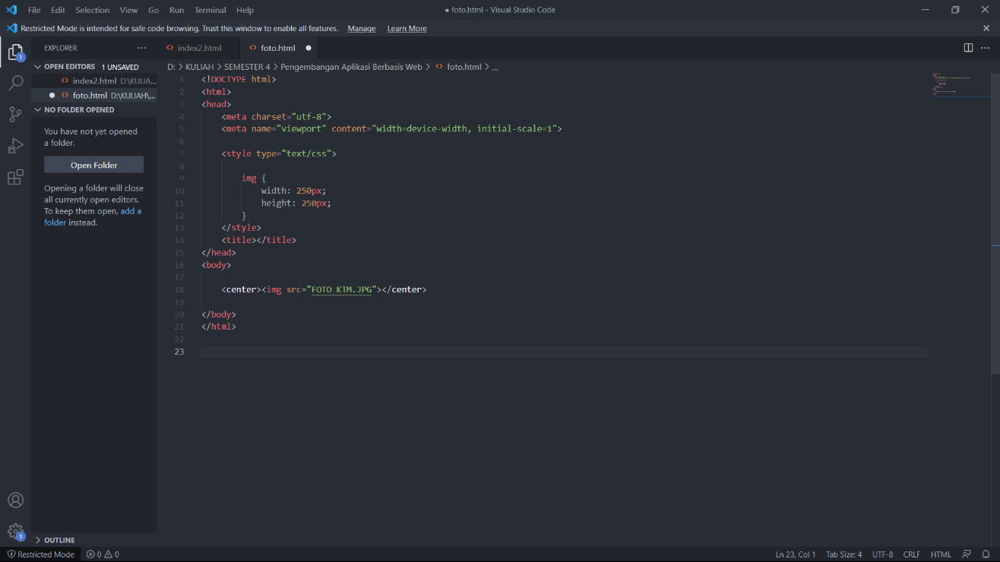 File Edit Selection View Go Run Terminal Help
● foto.html - Visual Studio Code
Restricted Mode is intended for safe code browsing. Trust this window to enable all features. Manage Learn More
EXPLORER
index2.html
foto.html
OPEN EDITORS 1 UNSAVED
index2.html D:\KULIA...
foto.html D:\KULIAH\...
NO FOLDER OPENED
You have not yet opened
a folder.
Open Folder
Opening a folder will close
all currently open editors.
To keep them open, add a
folder instead.
OUTLINE
D: > KULIAH > SEMESTER 4 > Pengembangan Aplikasi Berbasis Web > foto.html > ...
1 <!DOCTYPE html>
2 <html>
3 <head>
4 <meta charset="utf-8">
5 <meta name="viewport" content="width=device-width, initial-scale=1">
6
7 <style type="text/css">
8
9 img {
10 width: 250px;
11 height: 250px;
12 }
13 </style>
14 <title></title>
15 </head>
16 <body>
17
18 <center><img src="FOTO KTM.JPG"></center>
19
20 </body>
21 </html>
22
23
1
1
Restricted Mode 0 0
Ln 23, Col 1 Tab Size: 4 UTF-8 CRLF HTML